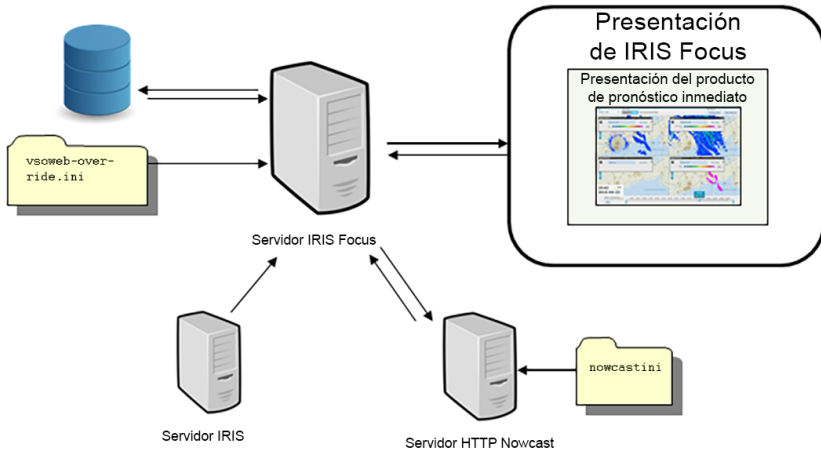 Presentación
de IRIS Focus
Presentación del producto
de pronóstico inmediato
vsoweb-over-
ride.ini
Servidor IRIS Focus
nowcastini
Servidor IRIS
Servidor HTTP Nowcast